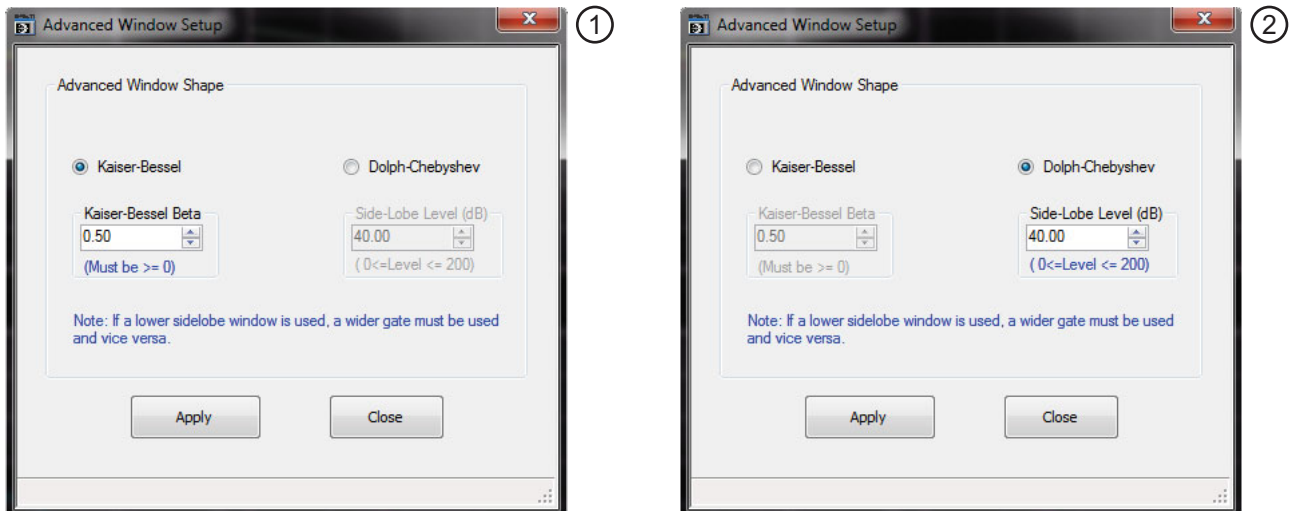 Advanced Window Setup
x
1
Advanced Window Shape
Kaiser-Bessel
Dolph-Chebyshev
Kaiser-Bessel Beta
Side-Lobe Level (dB)
0.50
40.00
(Must be >= 0)
( 0<=Level <= 200)
Note: If a lower sidelobe window is used, a wider gate must be used
and vice versa.
Apply
Close
Advanced Window Setup
x
2
Advanced Window Shape
Kaiser-Bessel
Dolph-Chebyshev
Kaiser-Bessel Beta
Side-Lobe Level (dB)
0.50
40.00
(Must be >= 0)
( 0<=Level <= 200)
Note: If a lower sidelobe window is used, a wider gate must be used
and vice versa.
Apply
Close